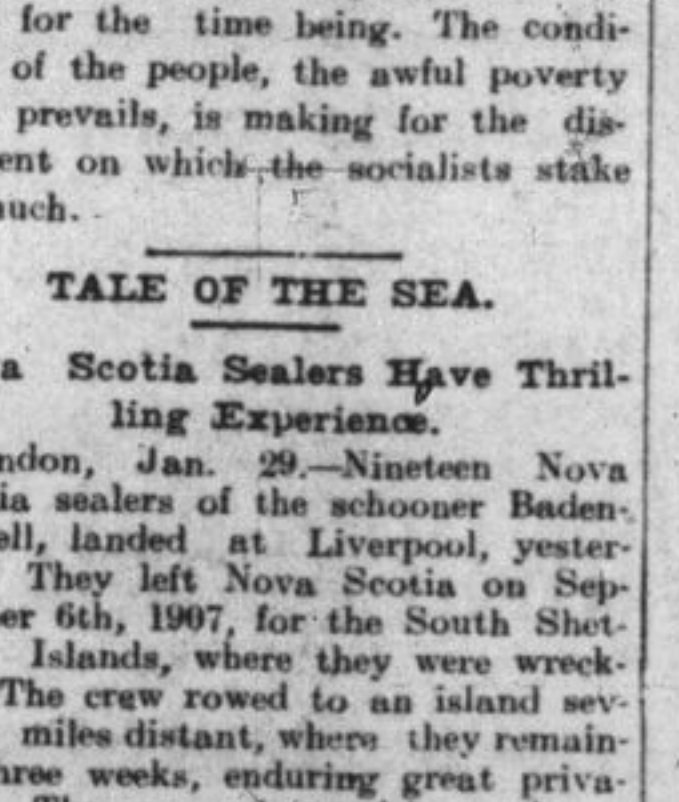 for the time being. The condi-
of the people, the awful poverty
prevails, is making for the dis-
ent on which the socialists stake
uch.
TALE OF THE SEA.
a Scotia Sealers Have Thril-
ling Experience.
ndon, Jan. 29.—Nineteen Nova
ia sealers of the schooner Baden-
ell, landed at Liverpool, yester-
They left Nova Scotia on Sep-
er 6th, 1907, for the South Shet-
Islands, where they were wreck-
The crew rowed to an island sev-
miles distant, where they remain-
hree weeks, enduring great priva-